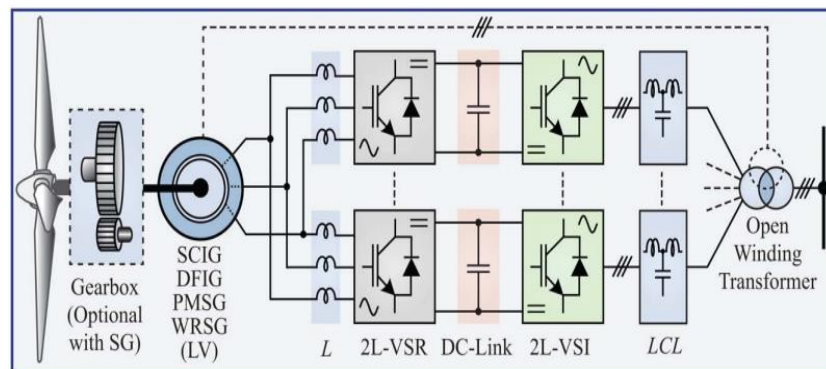 Gearbox
(Optional
with SG)
SCIG
DFIG
PMSG
WRSG
(LV)
L
2L-VSR
DC-Link
2L-VSI
LCL
Open
Winding
Transformer